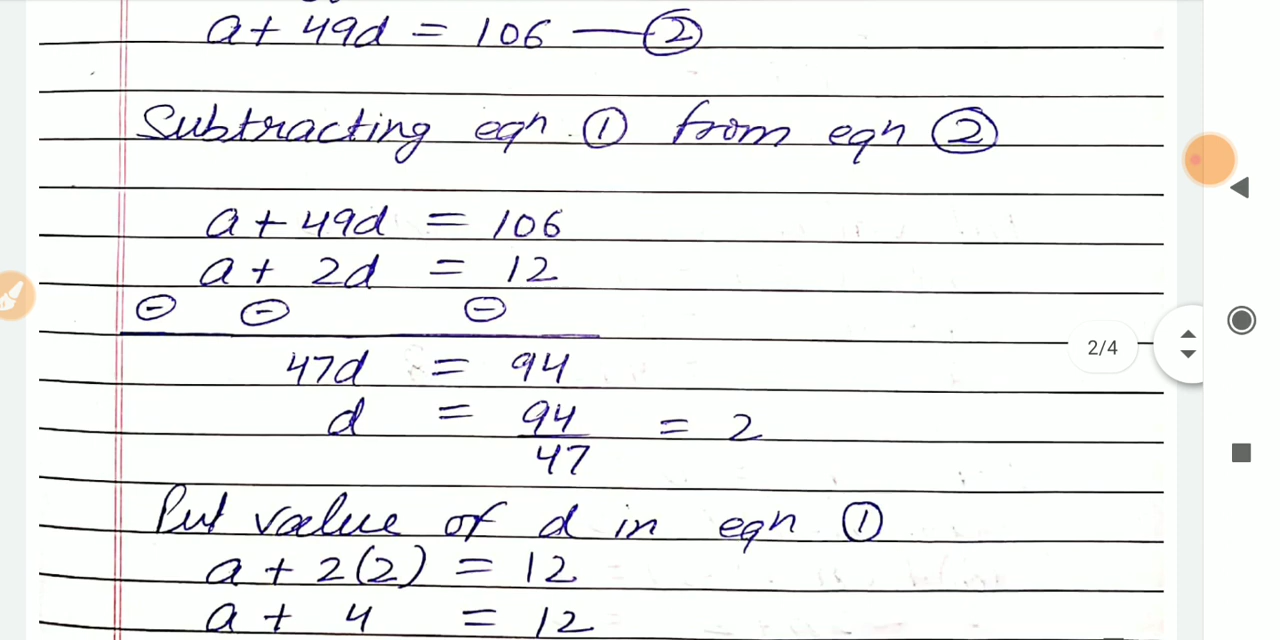 a + 49d = 106 — ②
Subtracting eqn. ① from eqn ②
a + 49d = 106
a + 2d = 12
⊖ ⊖ ⊖
47d = 94
d = 94/47 = 2
Put value of d in eqn ①
a + 2(2) = 12
a + 4 = 12
2/4